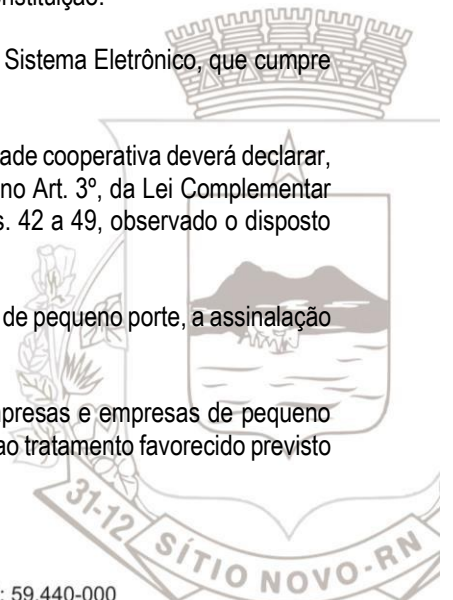 nstituição.
Sistema Eletrônico, que cumpre
ade cooperativa deverá declarar,
no Art. 3º, da Lei Complementar
s. 42 a 49, observado o disposto
de pequeno porte, a assinalação
presas e empresas de pequeno
ao tratamento favorecido previsto
31-12 SÍTIO NOVO-RN
: 59.440-000